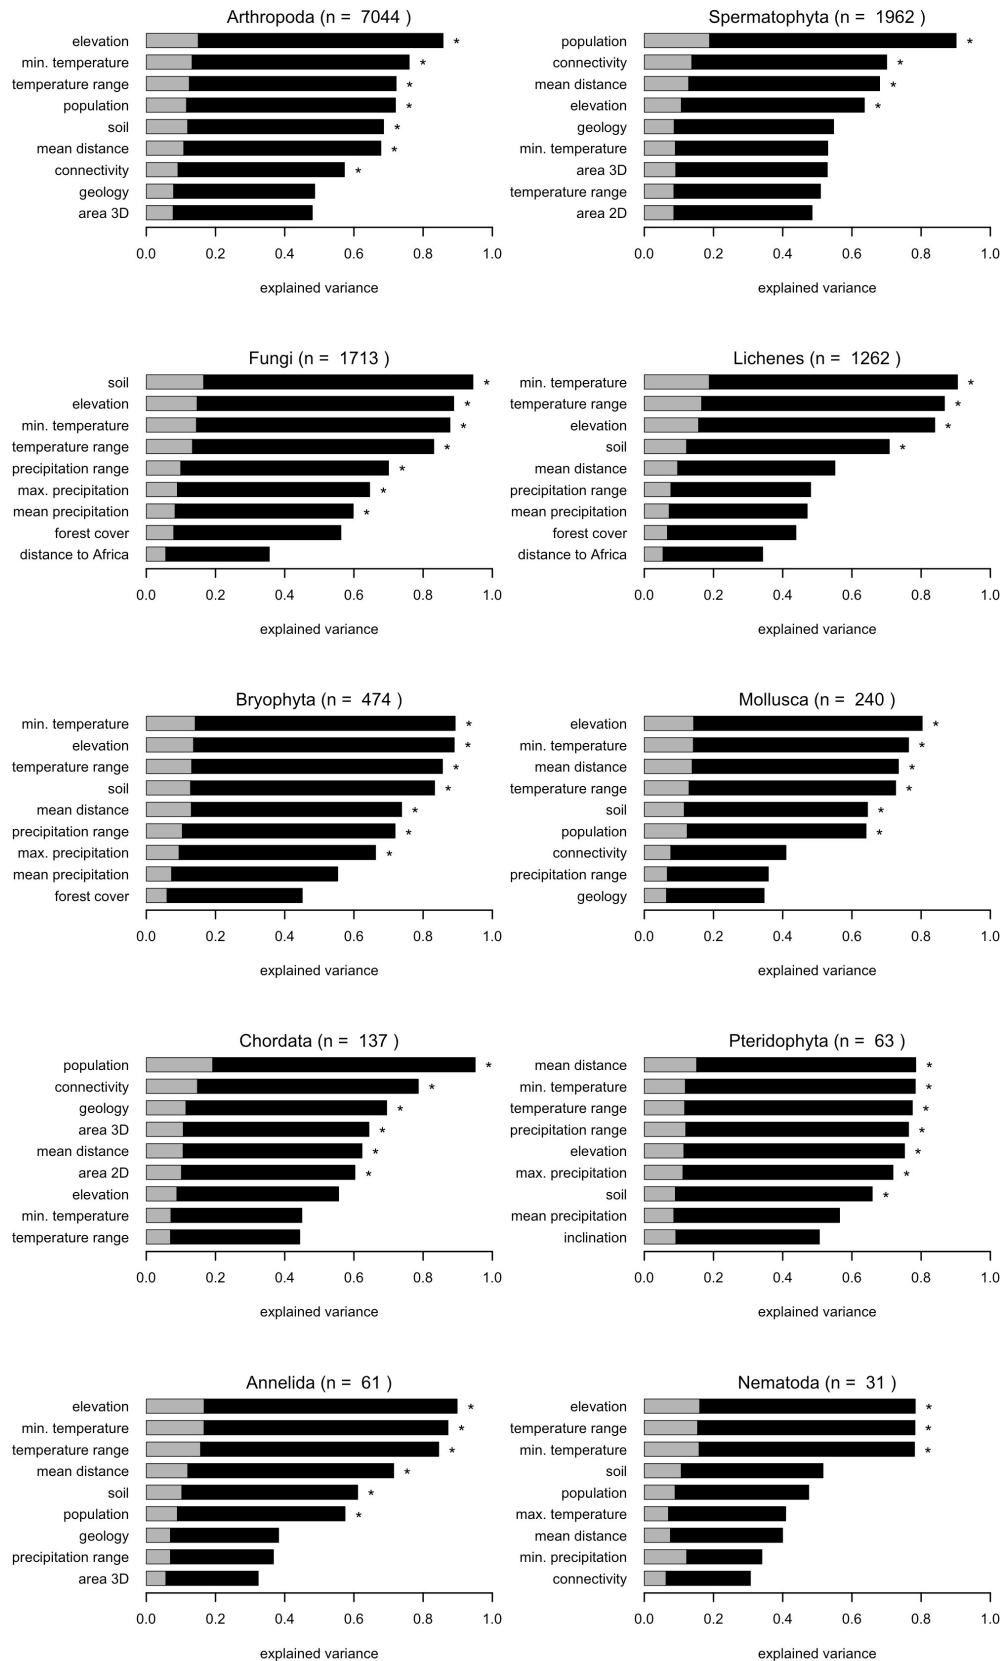 Arthropoda (n =  7044 )
elevation *
min. temperature *
temperature range *
population *
soil *
mean distance *
connectivity *
geology
area 3D
0.0 0.2 0.4 0.6 0.8 1.0
explained variance
Spermatophyta (n =  1962 )
population *
connectivity *
mean distance *
elevation *
geology
min. temperature
area 3D
temperature range
area 2D
0.0 0.2 0.4 0.6 0.8 1.0
explained variance
Fungi (n =  1713 )
soil *
elevation *
min. temperature *
temperature range *
precipitation range *
max. precipitation *
mean precipitation *
forest cover
distance to Africa
0.0 0.2 0.4 0.6 0.8 1.0
explained variance
Lichenes (n =  1262 )
min. temperature *
temperature range *
elevation *
soil *
mean distance
precipitation range
mean precipitation
forest cover
distance to Africa
0.0 0.2 0.4 0.6 0.8 1.0
explained variance
Bryophyta (n =  474 )
min. temperature *
elevation *
temperature range *
soil *
mean distance *
precipitation range *
max. precipitation *
mean precipitation
forest cover
0.0 0.2 0.4 0.6 0.8 1.0
explained variance
Mollusca (n =  240 )
elevation *
min. temperature *
mean distance *
temperature range *
soil *
population *
connectivity
precipitation range
geology
0.0 0.2 0.4 0.6 0.8 1.0
explained variance
Chordata (n =  137 )
population *
connectivity *
geology *
area 3D *
mean distance *
area 2D *
elevation
min. temperature
temperature range
0.0 0.2 0.4 0.6 0.8 1.0
explained variance
Pteridophyta (n =  63 )
mean distance *
min. temperature *
temperature range *
precipitation range *
elevation *
max. precipitation *
soil *
mean precipitation
inclination
0.0 0.2 0.4 0.6 0.8 1.0
explained variance
Annelida (n =  61 )
elevation *
min. temperature *
temperature range *
mean distance *
soil *
population *
geology
precipitation range
area 3D
0.0 0.2 0.4 0.6 0.8 1.0
explained variance
Nematoda (n =  31 )
elevation *
temperature range *
min. temperature *
soil
population
max. temperature
mean distance
min. precipitation
connectivity
0.0 0.2 0.4 0.6 0.8 1.0
explained variance